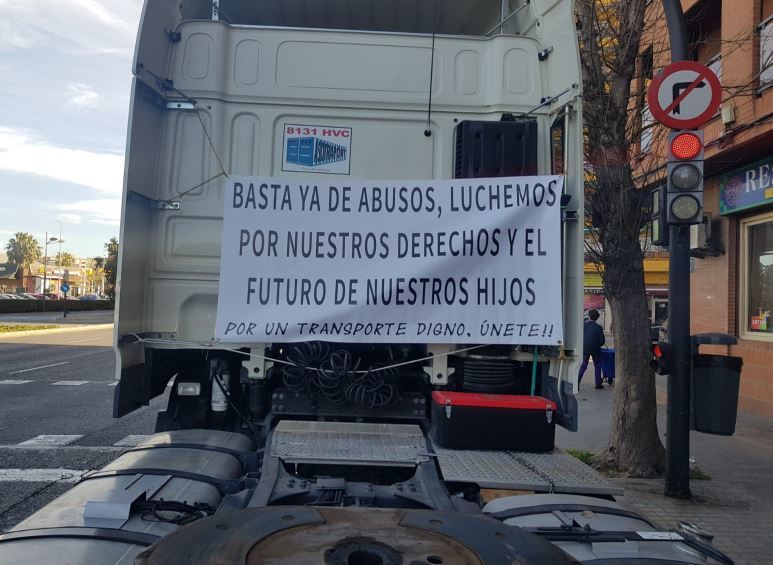 8131 HVC
BASTA YA DE ABUSOS, LUCHEMOS
POR NUESTROS DERECHOS Y EL
FUTURO DE NUESTROS HIJOS
POR UN TRANSPORTE DIGNO, ÚNETE!!